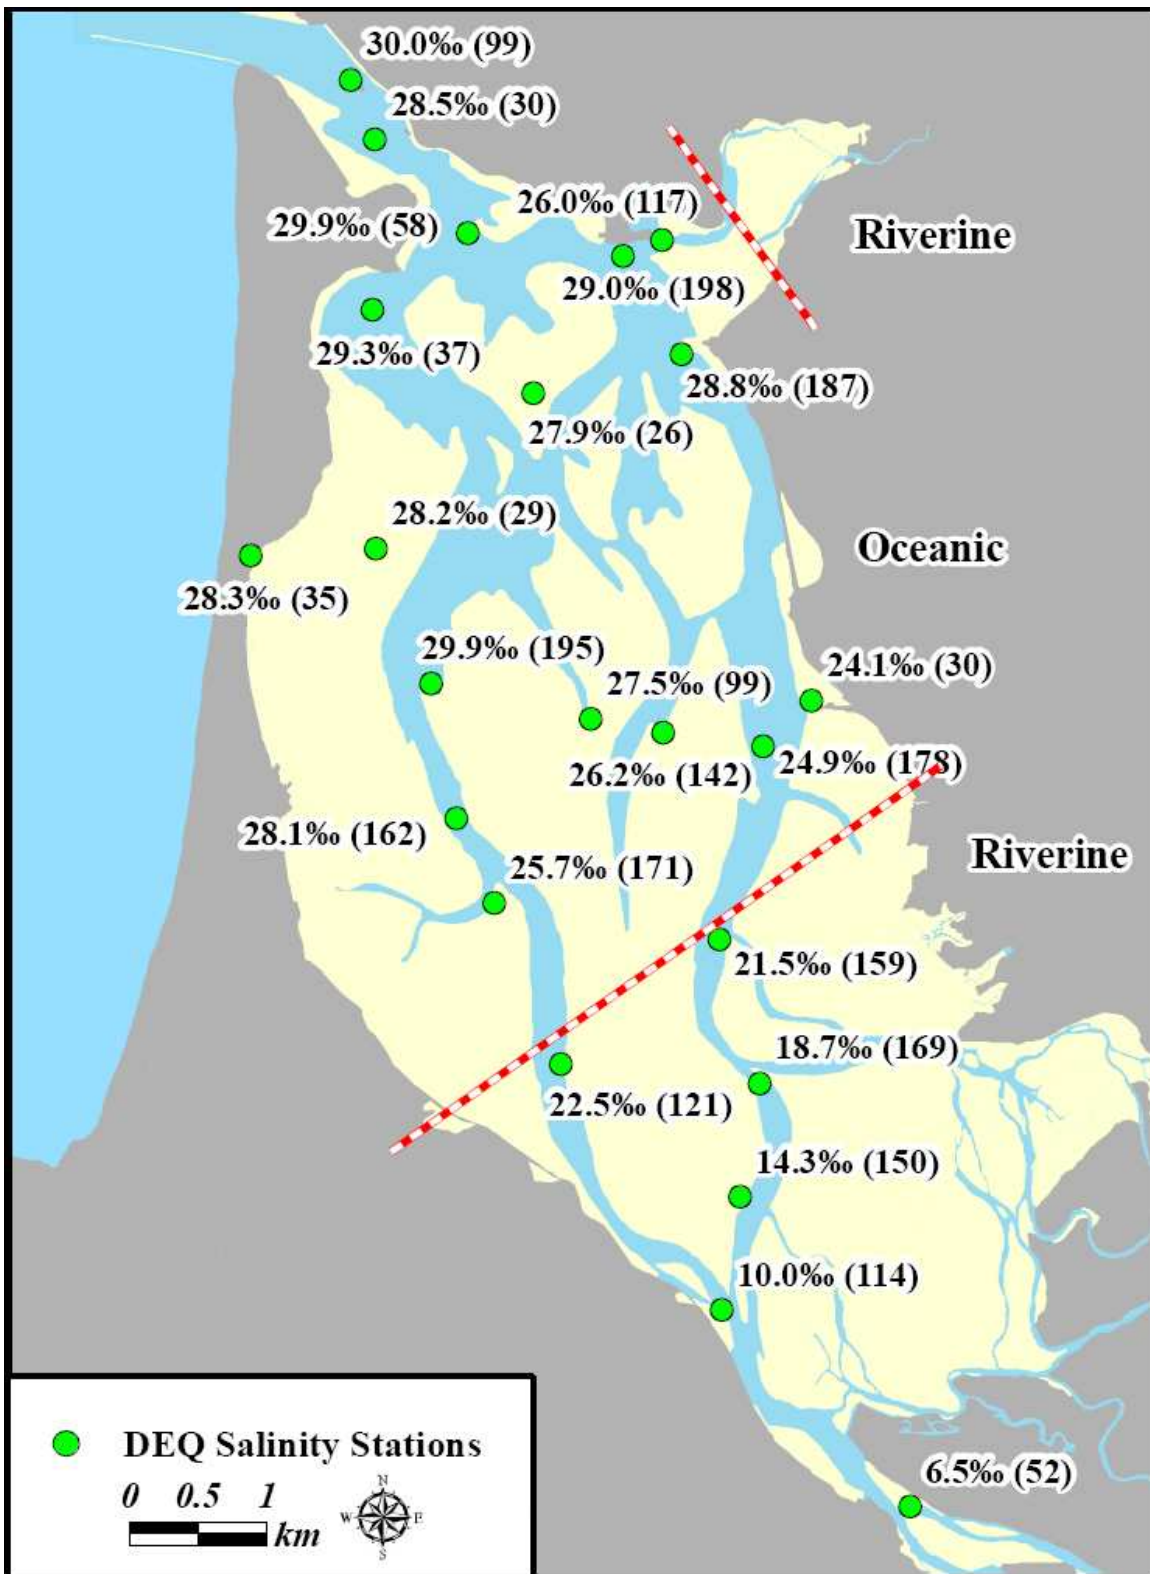 30.0‰ (99)
28.5‰ (30)
26.0‰ (117)
29.9‰ (58)
Riverine
29.0‰ (198)
29.3‰ (37)
28.8‰ (187)
27.9‰ (26)
28.2‰ (29)
Oceanic
28.3‰ (35)
29.9‰ (195)
24.1‰ (30)
27.5‰ (99)
26.2‰ (142)
24.9‰ (178)
28.1‰ (162)
Riverine
25.7‰ (171)
21.5‰ (159)
18.7‰ (169)
22.5‰ (121)
14.3‰ (150)
10.0‰ (114)
6.5‰ (52)
DEQ Salinity Stations
0 0.5 1
km
N
W E
S